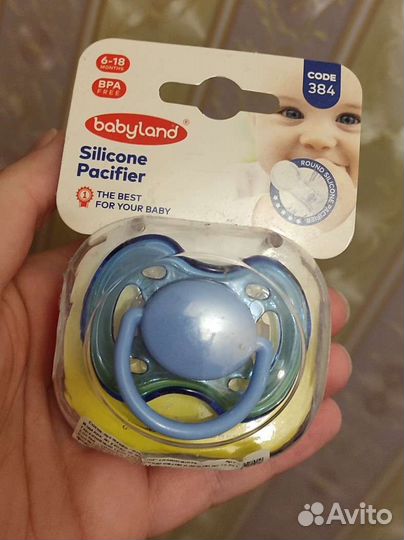 6-18
MONTHS
BPA
FREE
babyland®
Silicone
Pacifier
1
THE BEST
FOR YOUR BABY
CODE
384
ROUND SILICONE PACIFIER
Avito